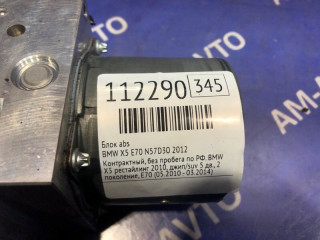 112290 345
Блок abs
BMW X5 E70 N57D30 2012
Контрактный, без пробега по РФ. BMW
X5 рестайлинг 2010, джип/suv 5 дв., 2
поколение, E70 (05.2010 - 03.2014)
AM-AVTO